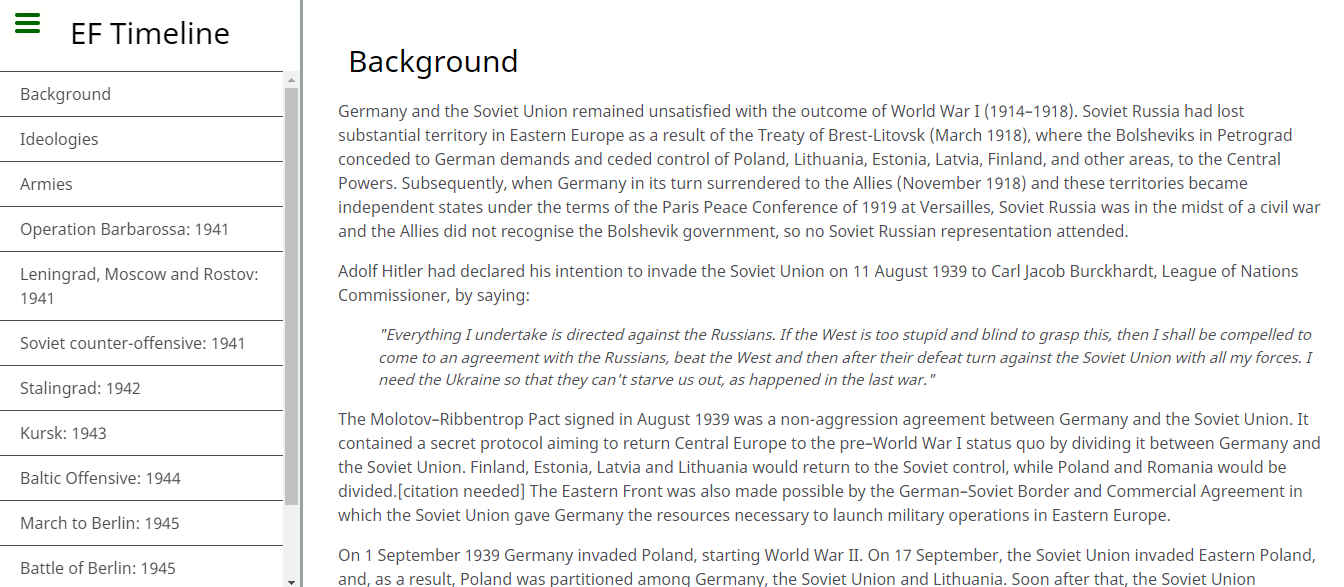 EF Timeline
Background
Ideologies
Armies
Operation Barbarossa: 1941
Leningrad, Moscow and Rostov:
1941
Soviet counter-offensive: 1941
Stalingrad: 1942
Kursk: 1943
Baltic Offensive: 1944
March to Berlin: 1945
Battle of Berlin: 1945
Background
Germany and the Soviet Union remained unsatisfied with the outcome of World War I (1914–1918). Soviet Russia had lost
substantial territory in Eastern Europe as a result of the Treaty of Brest-Litovsk (March 1918), where the Bolsheviks in Petrograd
conceded to German demands and ceded control of Poland, Lithuania, Estonia, Latvia, Finland, and other areas, to the Central
Powers. Subsequently, when Germany in its turn surrendered to the Allies (November 1918) and these territories became
independent states under the terms of the Paris Peace Conference of 1919 at Versailles, Soviet Russia was in the midst of a civil war
and the Allies did not recognise the Bolshevik government, so no Soviet Russian representation attended.
Adolf Hitler had declared his intention to invade the Soviet Union on 11 August 1939 to Carl Jacob Burckhardt, League of Nations
Commissioner, by saying:
"Everything I undertake is directed against the Russians. If the West is too stupid and blind to grasp this, then I shall be compelled to
come to an agreement with the Russians, beat the West and then after their defeat turn against the Soviet Union with all my forces. I
need the Ukraine so that they can't starve us out, as happened in the last war."
The Molotov–Ribbentrop Pact signed in August 1939 was a non-aggression agreement between Germany and the Soviet Union. It
contained a secret protocol aiming to return Central Europe to the pre–World War I status quo by dividing it between Germany and
the Soviet Union. Finland, Estonia, Latvia and Lithuania would return to the Soviet control, while Poland and Romania would be
divided.[citation needed] The Eastern Front was also made possible by the German–Soviet Border and Commercial Agreement in
which the Soviet Union gave Germany the resources necessary to launch military operations in Eastern Europe.
On 1 September 1939 Germany invaded Poland, starting World War II. On 17 September, the Soviet Union invaded Eastern Poland,
and, as a result, Poland was partitioned among Germany, the Soviet Union and Lithuania. Soon after that, the Soviet Union